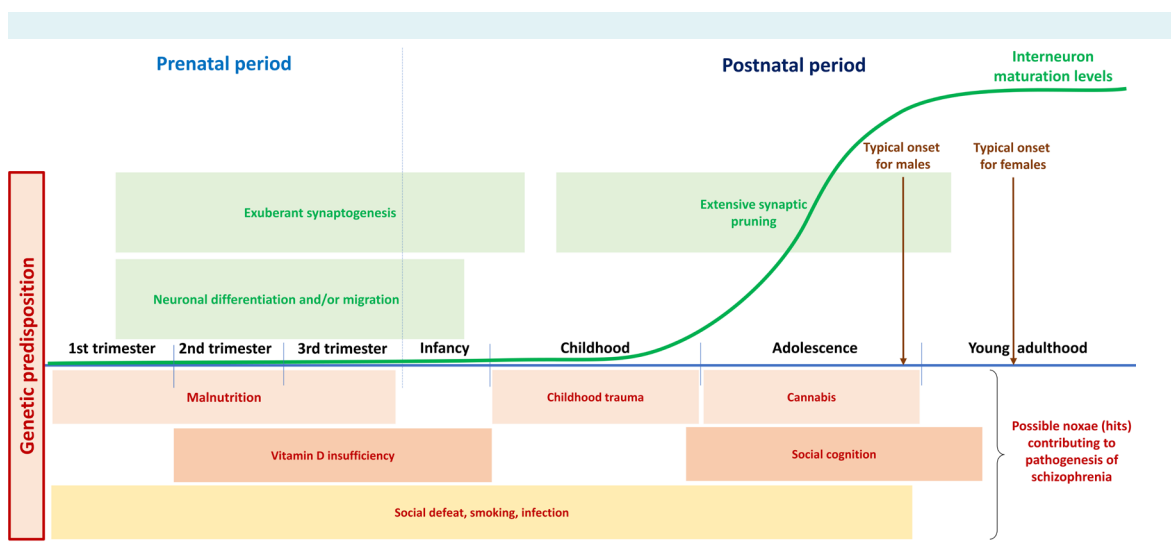 Prenatal period
Postnatal period
Interneuron
maturation levels
Typical onset
for males
Typical onset
for females
Genetic predisposition
Exuberant synaptogenesis
Extensive synaptic
pruning
Neuronal differentiation and/or migration
1st trimester
2nd trimester
3rd trimester
Infancy
Childhood
Adolescence
Young adulthood
Malnutrition
Childhood trauma
Cannabis
Vitamin D insufficiency
Social cognition
Social defeat, smoking, infection
Possible noxae (hits)
contributing to
pathogenesis of
schizophrenia